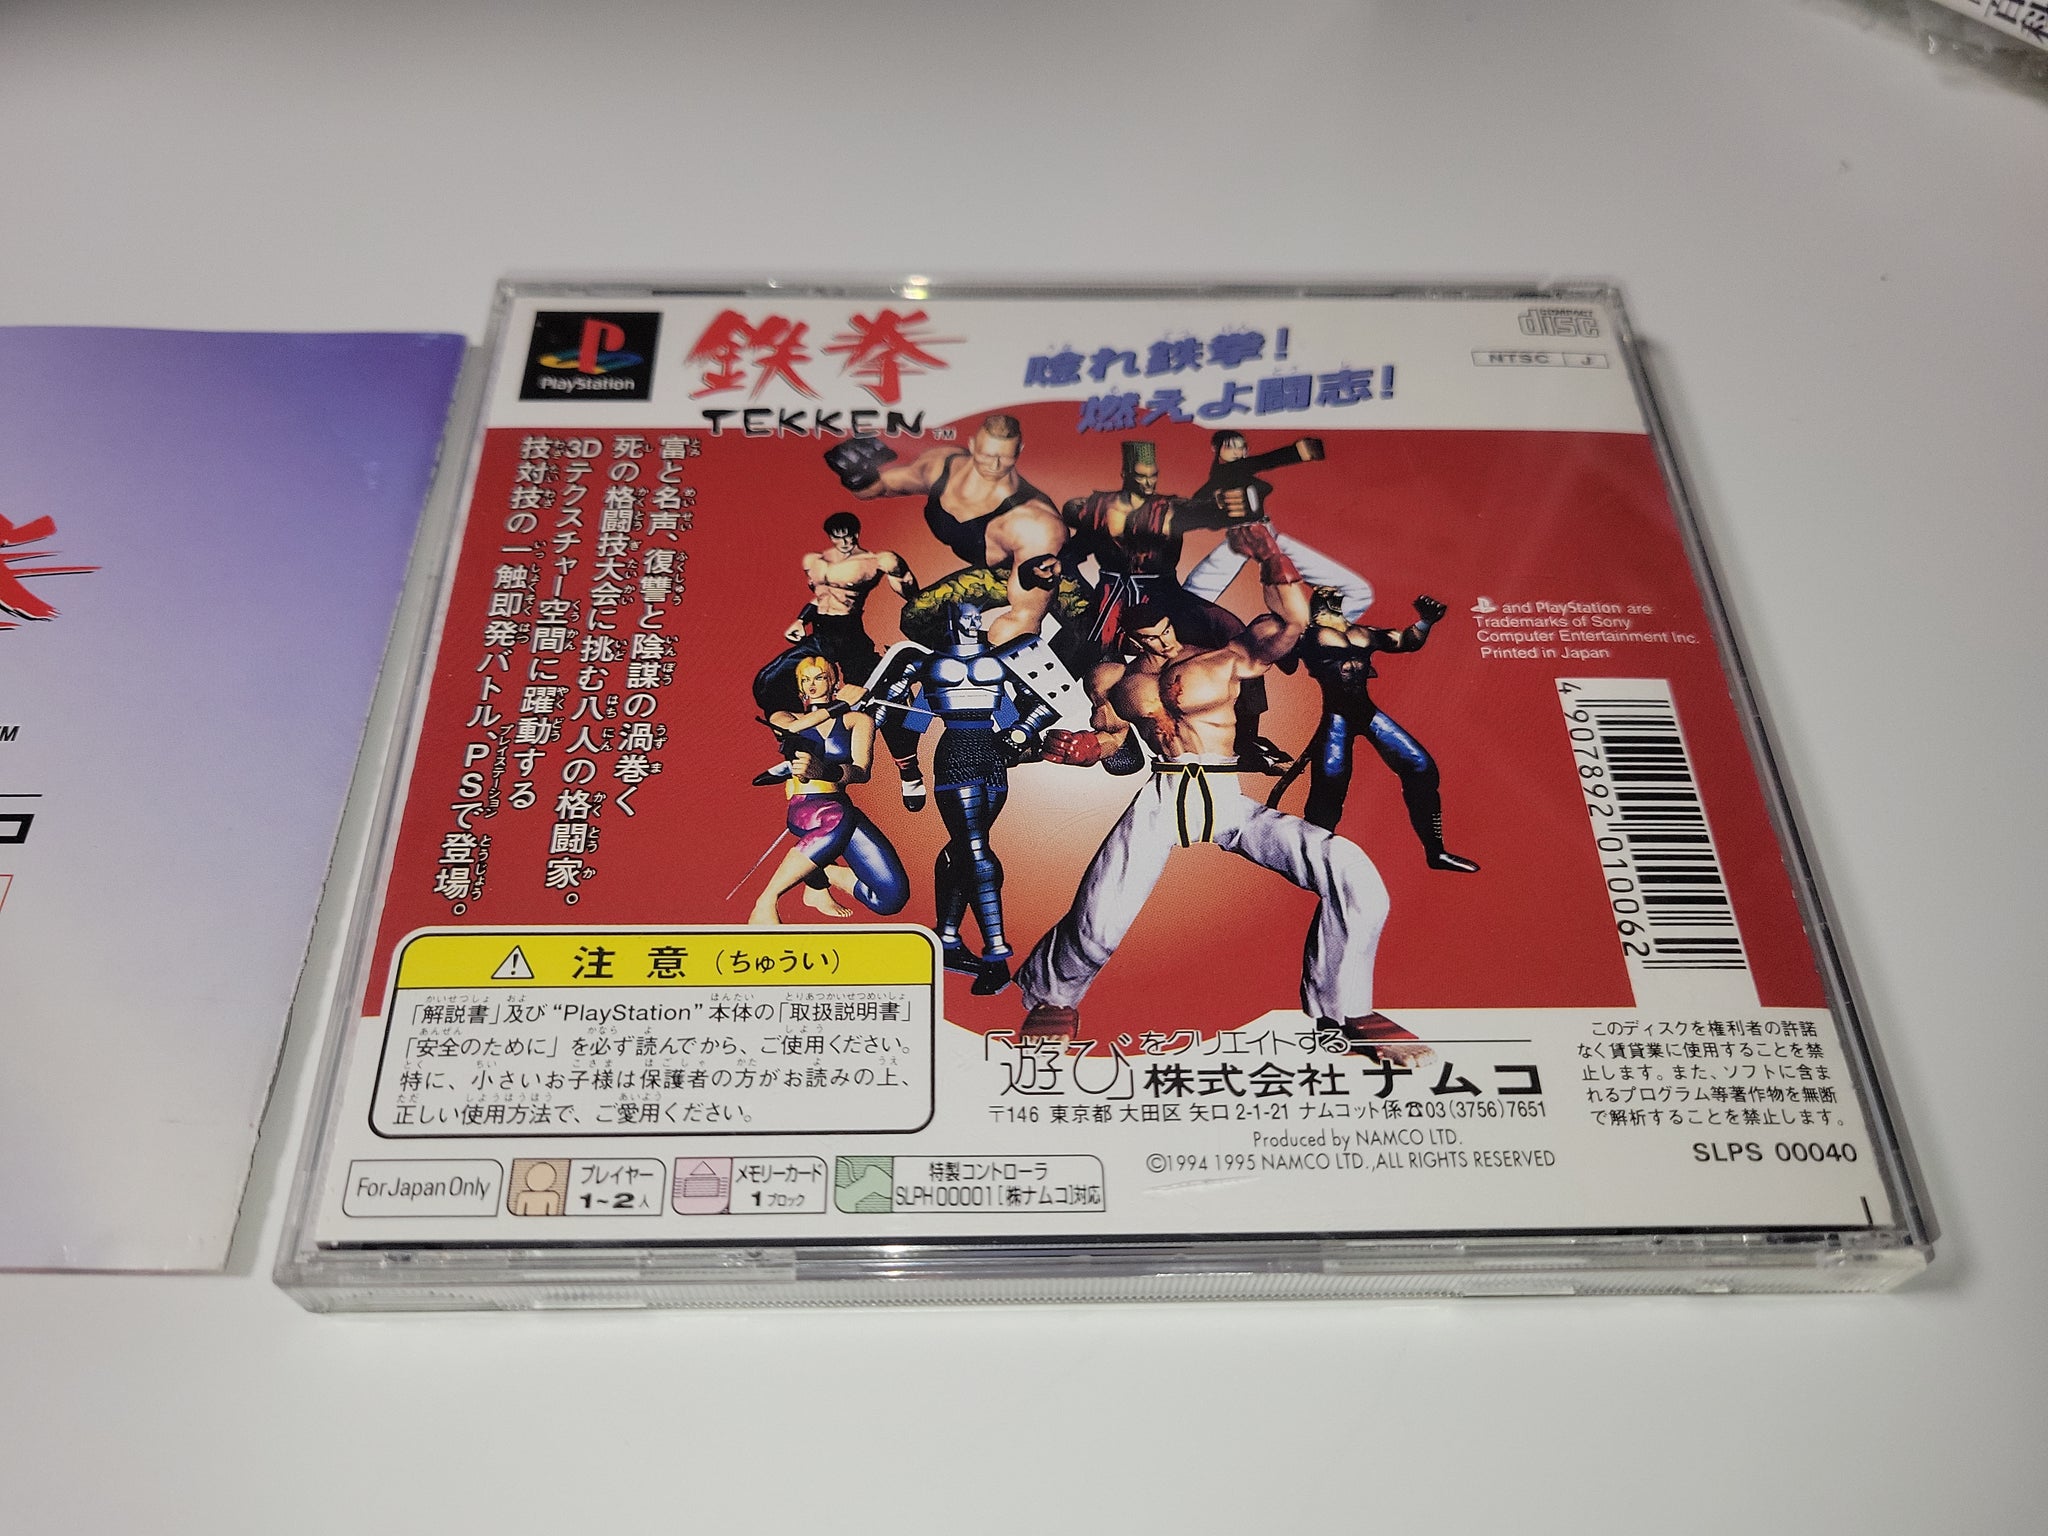 PlayStation
鉄拳
TEKKEN™
唸れ鉄拳!
燃えよ闘志!
COMPACT
disc
NTSC J
富と名声、復讐と陰謀の渦巻く
死の格闘技大会に挑む八人の格闘家。
3Dテクスチャー空間に躍動する
技対技の一触即発バトル、PSで登場。
and PlayStation are
Trademarks of Sony
Computer Entertainment Inc.
Printed in Japan
4907892010062
注意(ちゅうい)
「解説書」及び“PlayStation”本体の「取扱説明書」
「安全のために」を必ず読んでから、ご使用ください。
特に、小さいお子様は保護者の方がお読みの上、
正しい使用方法で、ご愛用ください。
「遊び」をクリエイトする
株式会社ナムコ
〒146 東京都 大田区 矢口 2-1-21 ナムコット係☎03(3756)7651
Produced by NAMCO LTD.
©1994 1995 NAMCO LTD.,ALL RIGHTS RESERVED
このディスクを権利者の許諾
なく賃貸業に使用することを禁
止します。また、ソフトに含ま
れるプログラム等著作物を無断
で解析することを禁止します。
SLPS 00040
For Japan Only
プレイヤー
1~2人
メモリーカード
1ブロック
特製コントローラ
SLPH00001[㈱ナムコ]対応
TM
コ